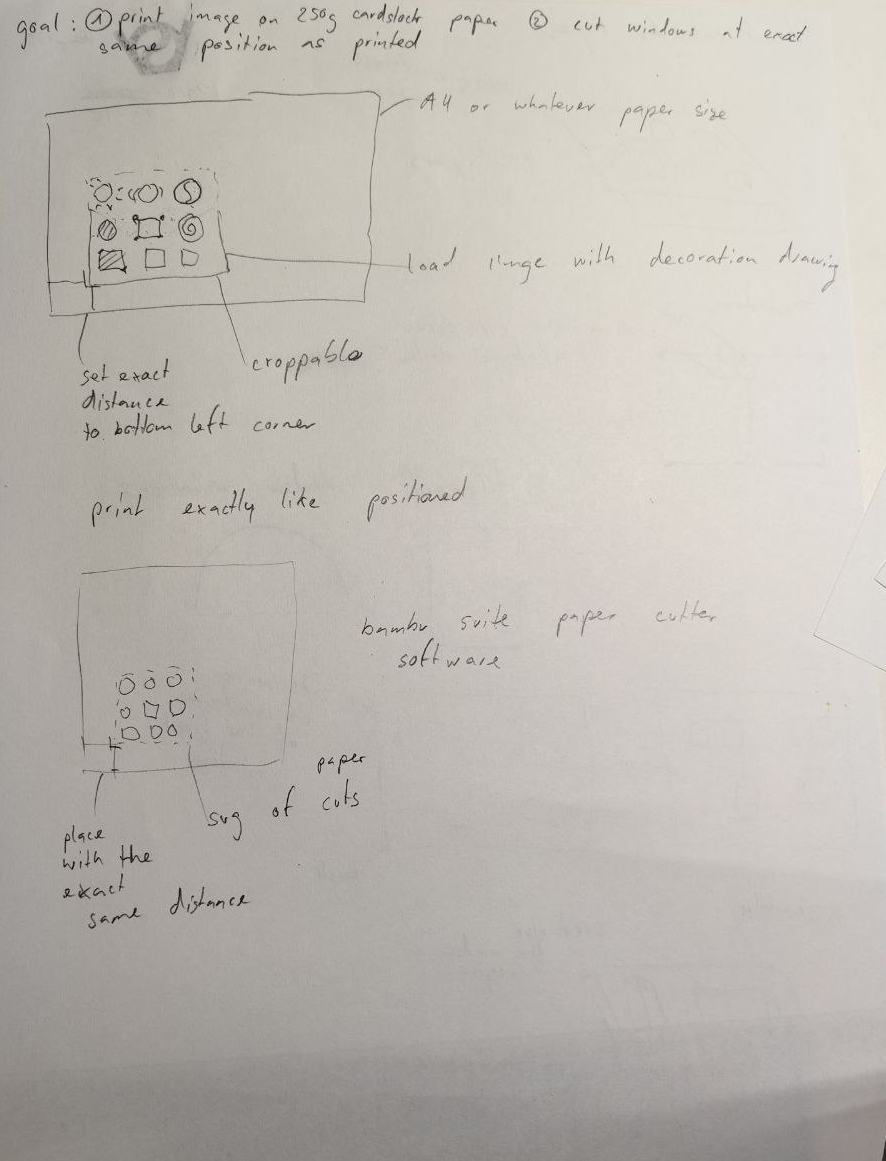 goal: ① print image on 250g cardstock paper ② cut windows at exact
same position as printed
A4 or whatever paper size
load image with decoration drawing
croppable
set exact
distance
to bottom left corner
print exactly like positioned
bambu suite paper cutter
software
svg of paper cuts
place
with the
exact
same distance